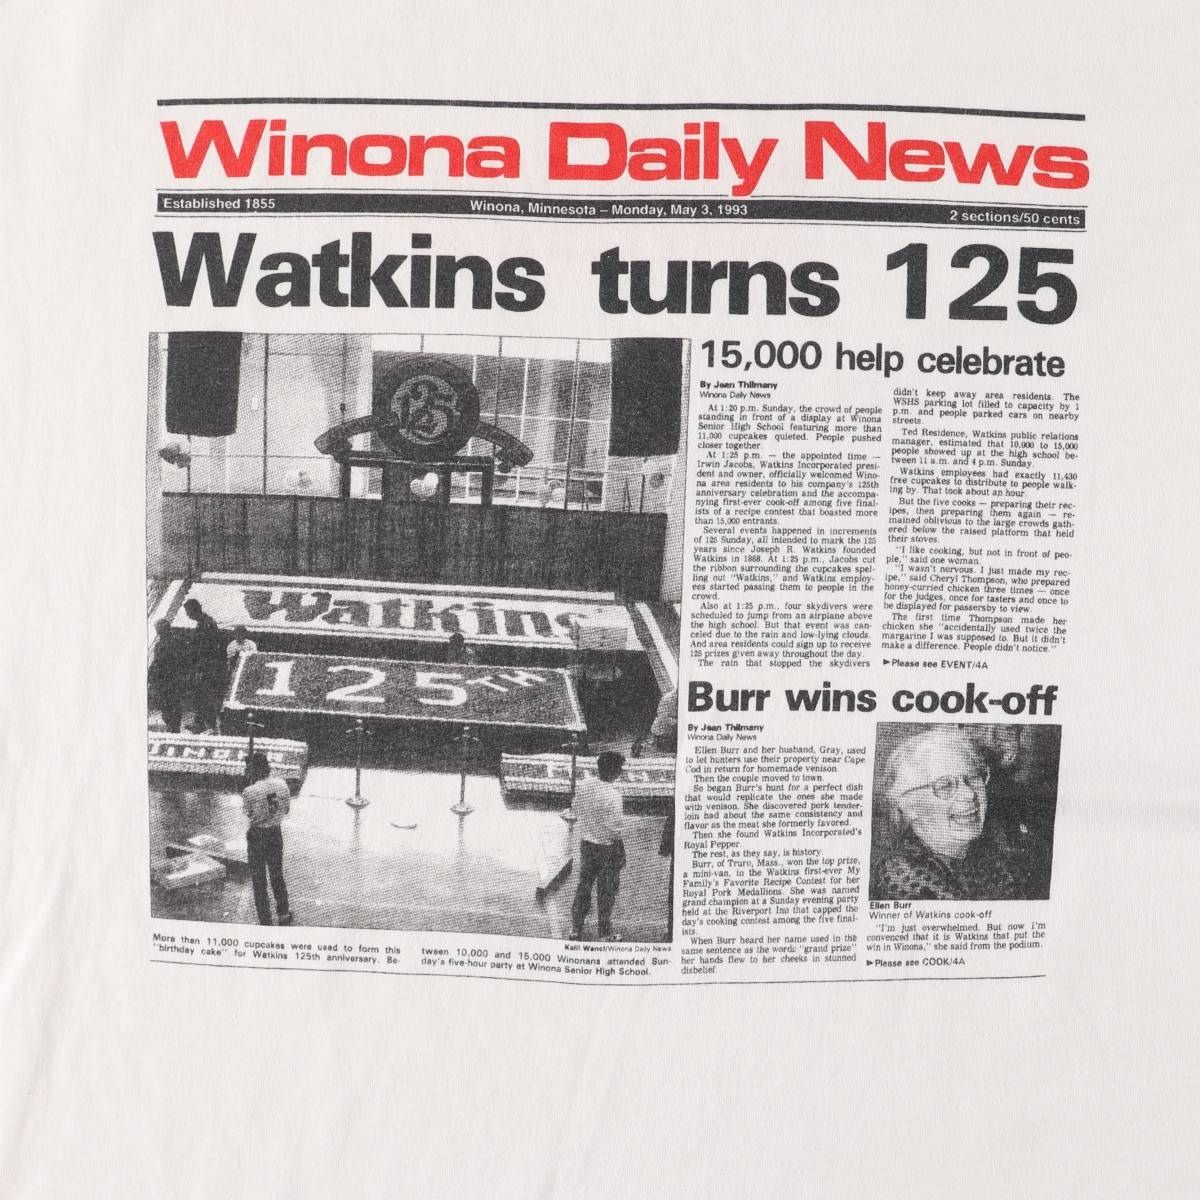 Winona Daily News
Established 1855
Winona, Minnesota – Monday, May 3, 1993
2 sections/50 cents
Watkins turns 125
125
Watkins
125TH
15,000 help celebrate
By Jean Thilmany
Winona Daily News
At 1:20 p.m. Sunday, the crowd of people
standing in front of a display at Winona
Senior High School featuring more than
11,000 cupcakes quieted. People pushed
closer together.
At 1:25 p.m. — the appointed time —
Irwin Jacobs, Watkins Incorporated presi-
dent and owner, officially welcomed Wino-
na area residents to his company's 125th
anniversary celebration and the accompa-
nying first-ever cook-off among five final-
ists of a recipe contest that boasted more
than 15,000 entrants.
Several events happened in increments
of 125 Sunday, all intended to mark the 125
years since Joseph R. Watkins founded
Watkins in 1868. At 1:25 p.m., Jacobs cut
the ribbon surrounding the cupcakes spel-
ling out "Watkins," and Watkins employ-
ees started passing them to people in the
crowd.
Also at 1:25 p.m., four skydivers were
scheduled to jump from an airplane above
the high school. But that event was can-
celed due to the rain and low-lying clouds.
And area residents could sign up to receive
125 prizes given away throughout the day.
The rain that stopped the skydivers
didn't keep away area residents. The
WSHS parking lot filled to capacity by 1
p.m. and people parked cars on nearby
streets.
Ted Residence, Watkins public relations
manager, estimated that 10,000 to 15,000
people showed up at the high school be-
tween 11 a.m. and 4 p.m. Sunday.
Watkins employees had exactly 11,430
free cupcakes to distribute to people walk-
ing by. That took about an hour.
But the five cooks — preparing their rec-
ipes, then preparing them again — re-
mained oblivious to the large crowds gath-
ered below the raised platform that held
their stoves.
"I like cooking, but not in front of peo-
ple," said one woman.
"I wasn't nervous. I just made my rec-
ipe," said Cheryl Thompson, who prepared
honey-curried chicken three times — once
for the judges, once for tasters and once to
be displayed for passersby to view.
The first time Thompson made her
chicken she "accidentally used twice the
margarine I was supposed to. But it didn't
make a difference. People didn't notice."
►Please see EVENT/4A
Burr wins cook-off
By Jean Thilmany
Winona Daily News
Ellen Burr and her husband, Gray, used
to let hunters use their property near Cape
Cod in return for homemade venison.
Then the couple moved to town.
So began Burr's hunt for a perfect dish
that would replicate the ones she made
with venison. She discovered pork tender-
loin had about the same consistency and
flavor as the meat she formerly favored.
Then she found Watkins Incorporated's
Royal Pepper.
The rest, as they say, is history.
Burr, of Truro, Mass., won the top prize,
a mini-van, in the Watkins first-ever My
Family's Favorite Recipe Contest for her
Royal Pork Medallions. She was named
grand champion at a Sunday evening party
held at the Riverport Inn that capped the
day's cooking contest among the five final-
ists.
When Burr heard her name used in the
same sentence as the words "grand prize"
her hands flew to her cheeks in stunned
disbelief.
Ellen Burr
Winner of Watkins cook-off
"I'm just overwhelmed. But now I'm
convinced that it is Watkins that put the
win in Winona," she said from the podium.
►Please see COOK/4A
/Winona Daily News
More than 11,000 cupcakes were used to form this
"birthday cake" for Watkins 125th anniversary. Be-
tween 10,000 and 15,000 Winonans attended Sun-
day's five-hour party at Winona Senior High School.